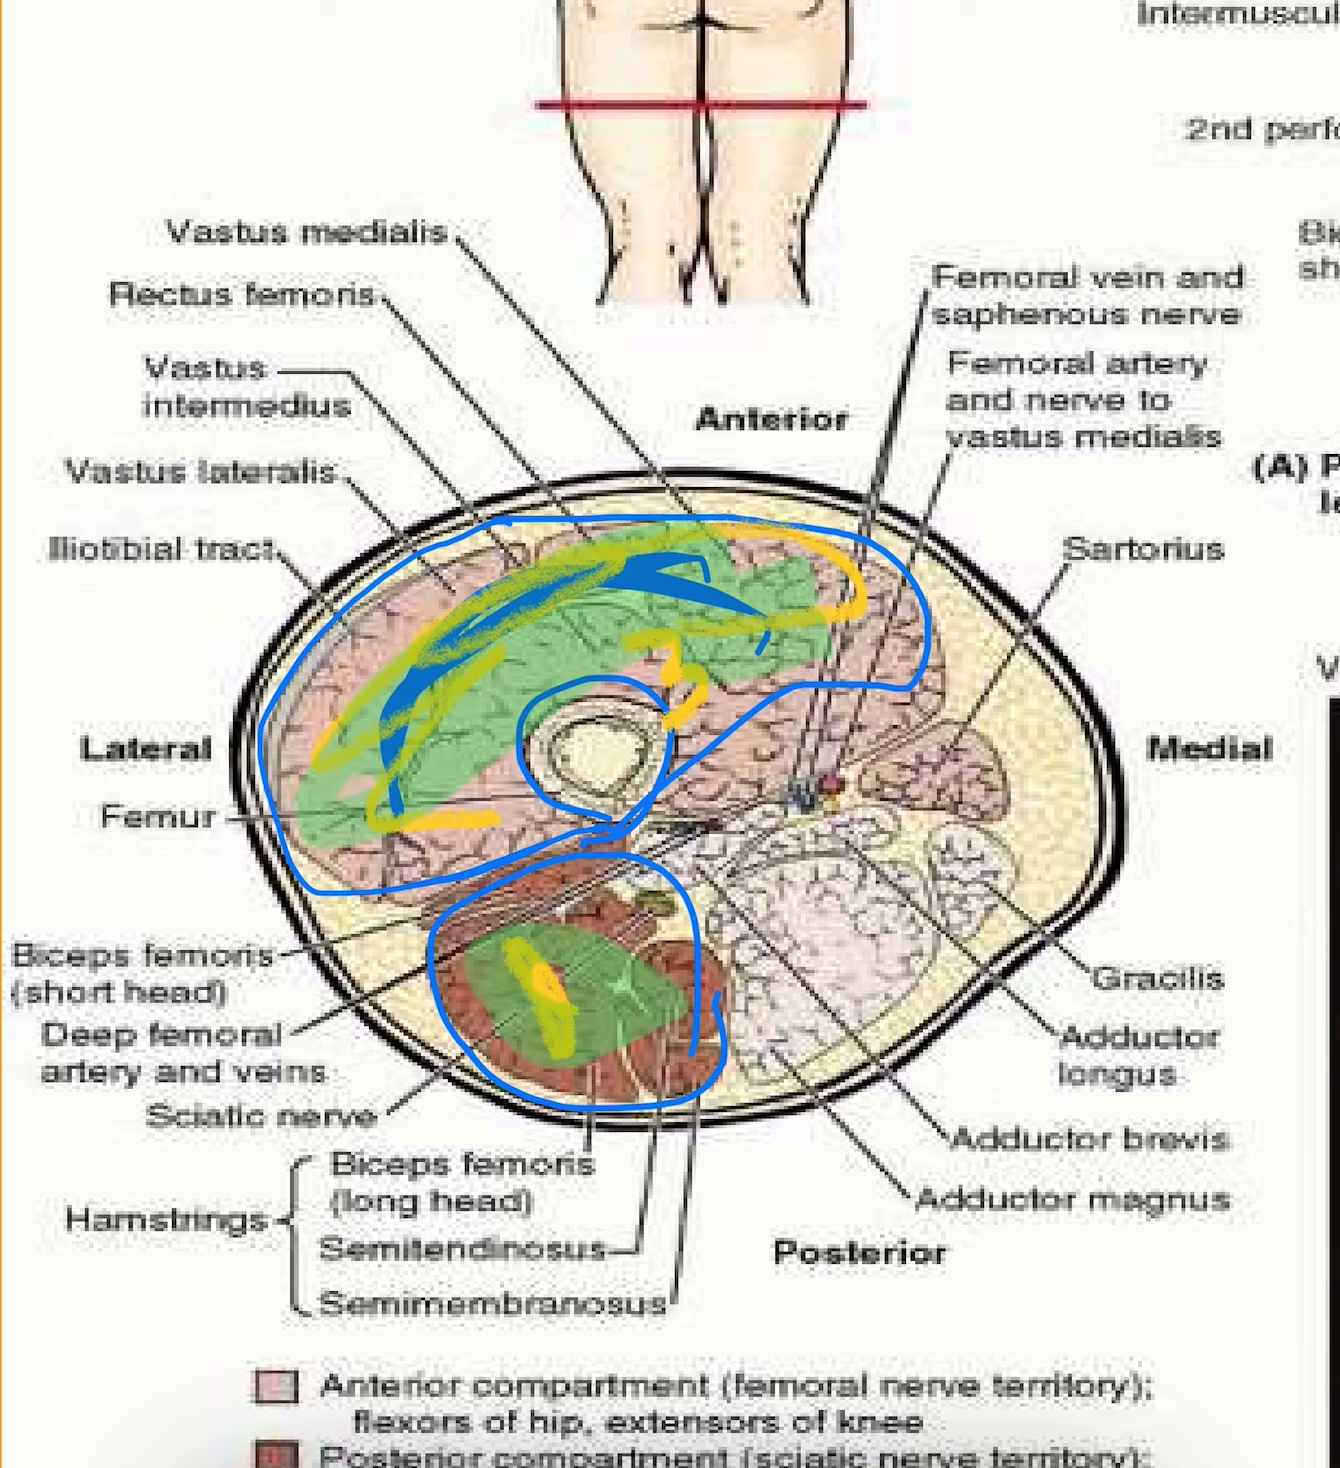 Vastus medialis
Rectus femoris
Vastus
intermedius
Vastus lateralis
Iliotibial tract
Lateral
Femur
Biceps femoris
(short head)
Deep femoral
artery and veins
Sciatic nerve
Hamstrings
Biceps femoris
(long head)
Semitendinosus
Semimembranosus
Anterior
Femoral vein and
saphenous nerve
Femoral artery
and nerve to
vastus medialis
Sartorius
Medial
Gracilis
Adductor
longus
Adductor brevis
Adductor magnus
Posterior
2nd
(A)
Anterior compartment (femoral nerve territory);
flexors of hip, extensors of knee
Posterior compartment (sciatic nerve territory);